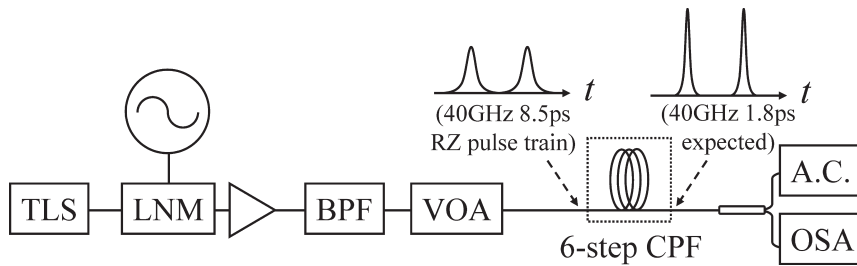 t
t
(40GHz 8.5ps
RZ pulse train)
(40GHz 1.8ps
expected)
TLS
LNM
BPF
VOA
6-step CPF
A.C.
OSA